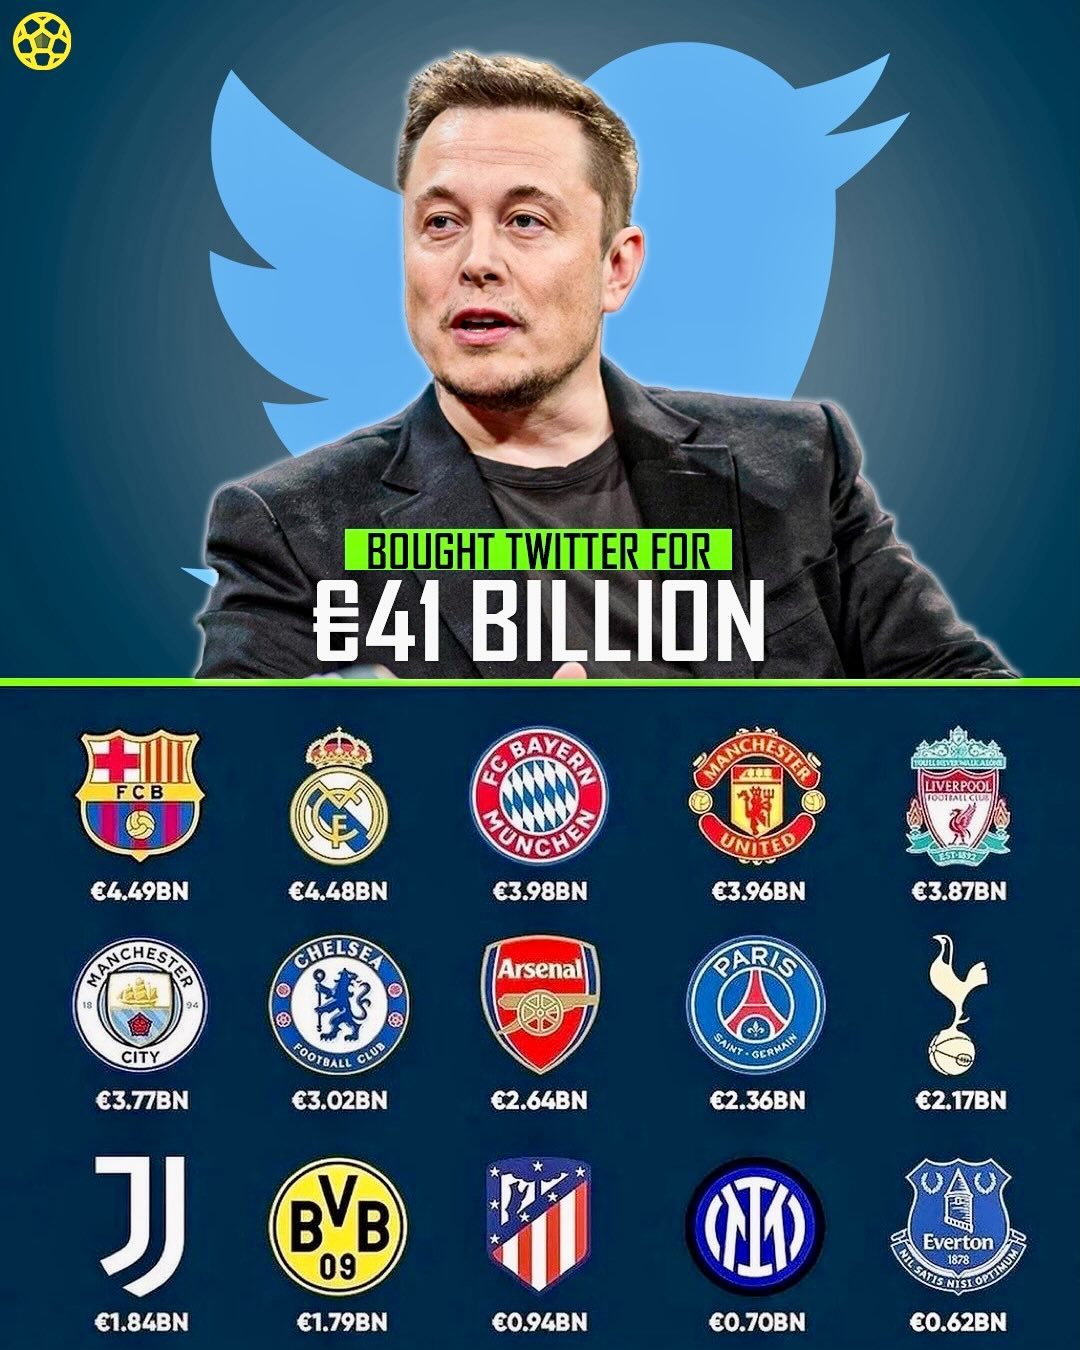 BOUGHT TWITTER FOR
€41 BILLION
FCB
FC BAYERN MÜNCHEN
MANCHESTER UNITED
YOU'LL NEVER WALK ALONE
LIVERPOOL
FOOTBALL CLUB
EST·1892
€4.49BN €4.48BN €3.98BN €3.96BN €3.87BN
MANCHESTER
18 94
CITY
CHELSEA
FOOTBALL CLUB
Arsenal
PARIS
SAINT-GERMAIN
€3.77BN €3.02BN €2.64BN €2.36BN €2.17BN
BVB
09
Everton
1878
NIL SATIS NISI OPTIMUM
€1.84BN €1.79BN €0.94BN €0.70BN €0.62BN